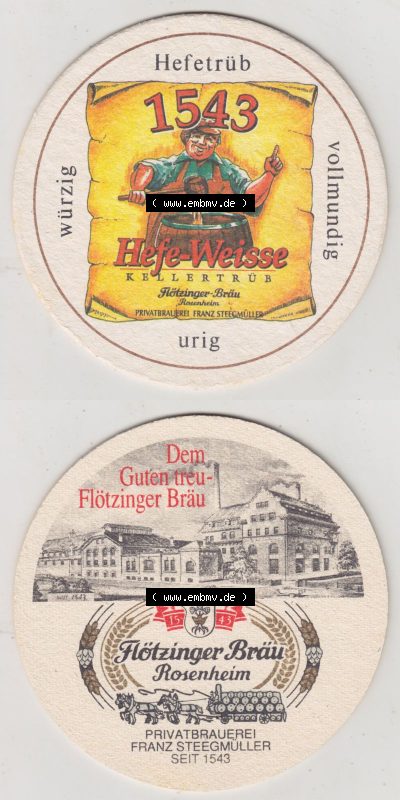 Hefetrüb
würzig
vollmundig
1543
( www.embmv.de )
Hefe-Weisse
KELLERTRÜB
Flötzinger-Bräu
Rosenheim
PRIVATBRAUEREI FRANZ STEEGMÜLLER
urig
Dem
Guten treu-
Flötzinger Bräu
SEIT 1543
( www.embmv.de )
15 43
Flötzinger Bräu
Rosenheim
PRIVATBRAUEREI
FRANZ STEEGMÜLLER
SEIT 1543